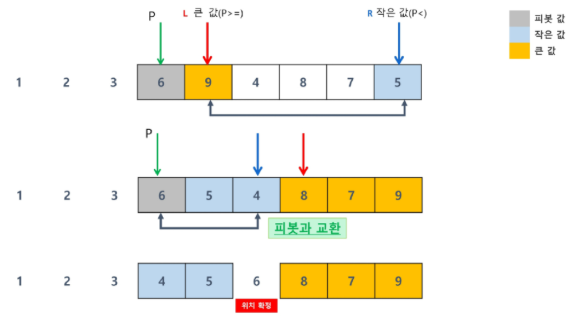 P L 큰 값(P>=) R 작은 값(P<)
피봇 값
작은 값
큰 값
1 2 3 6 9 4 8 7 5
P
1 2 3 6 5 4 8 7 9
피봇과 교환
1 2 3 4 5 6 8 7 9
위치 확정